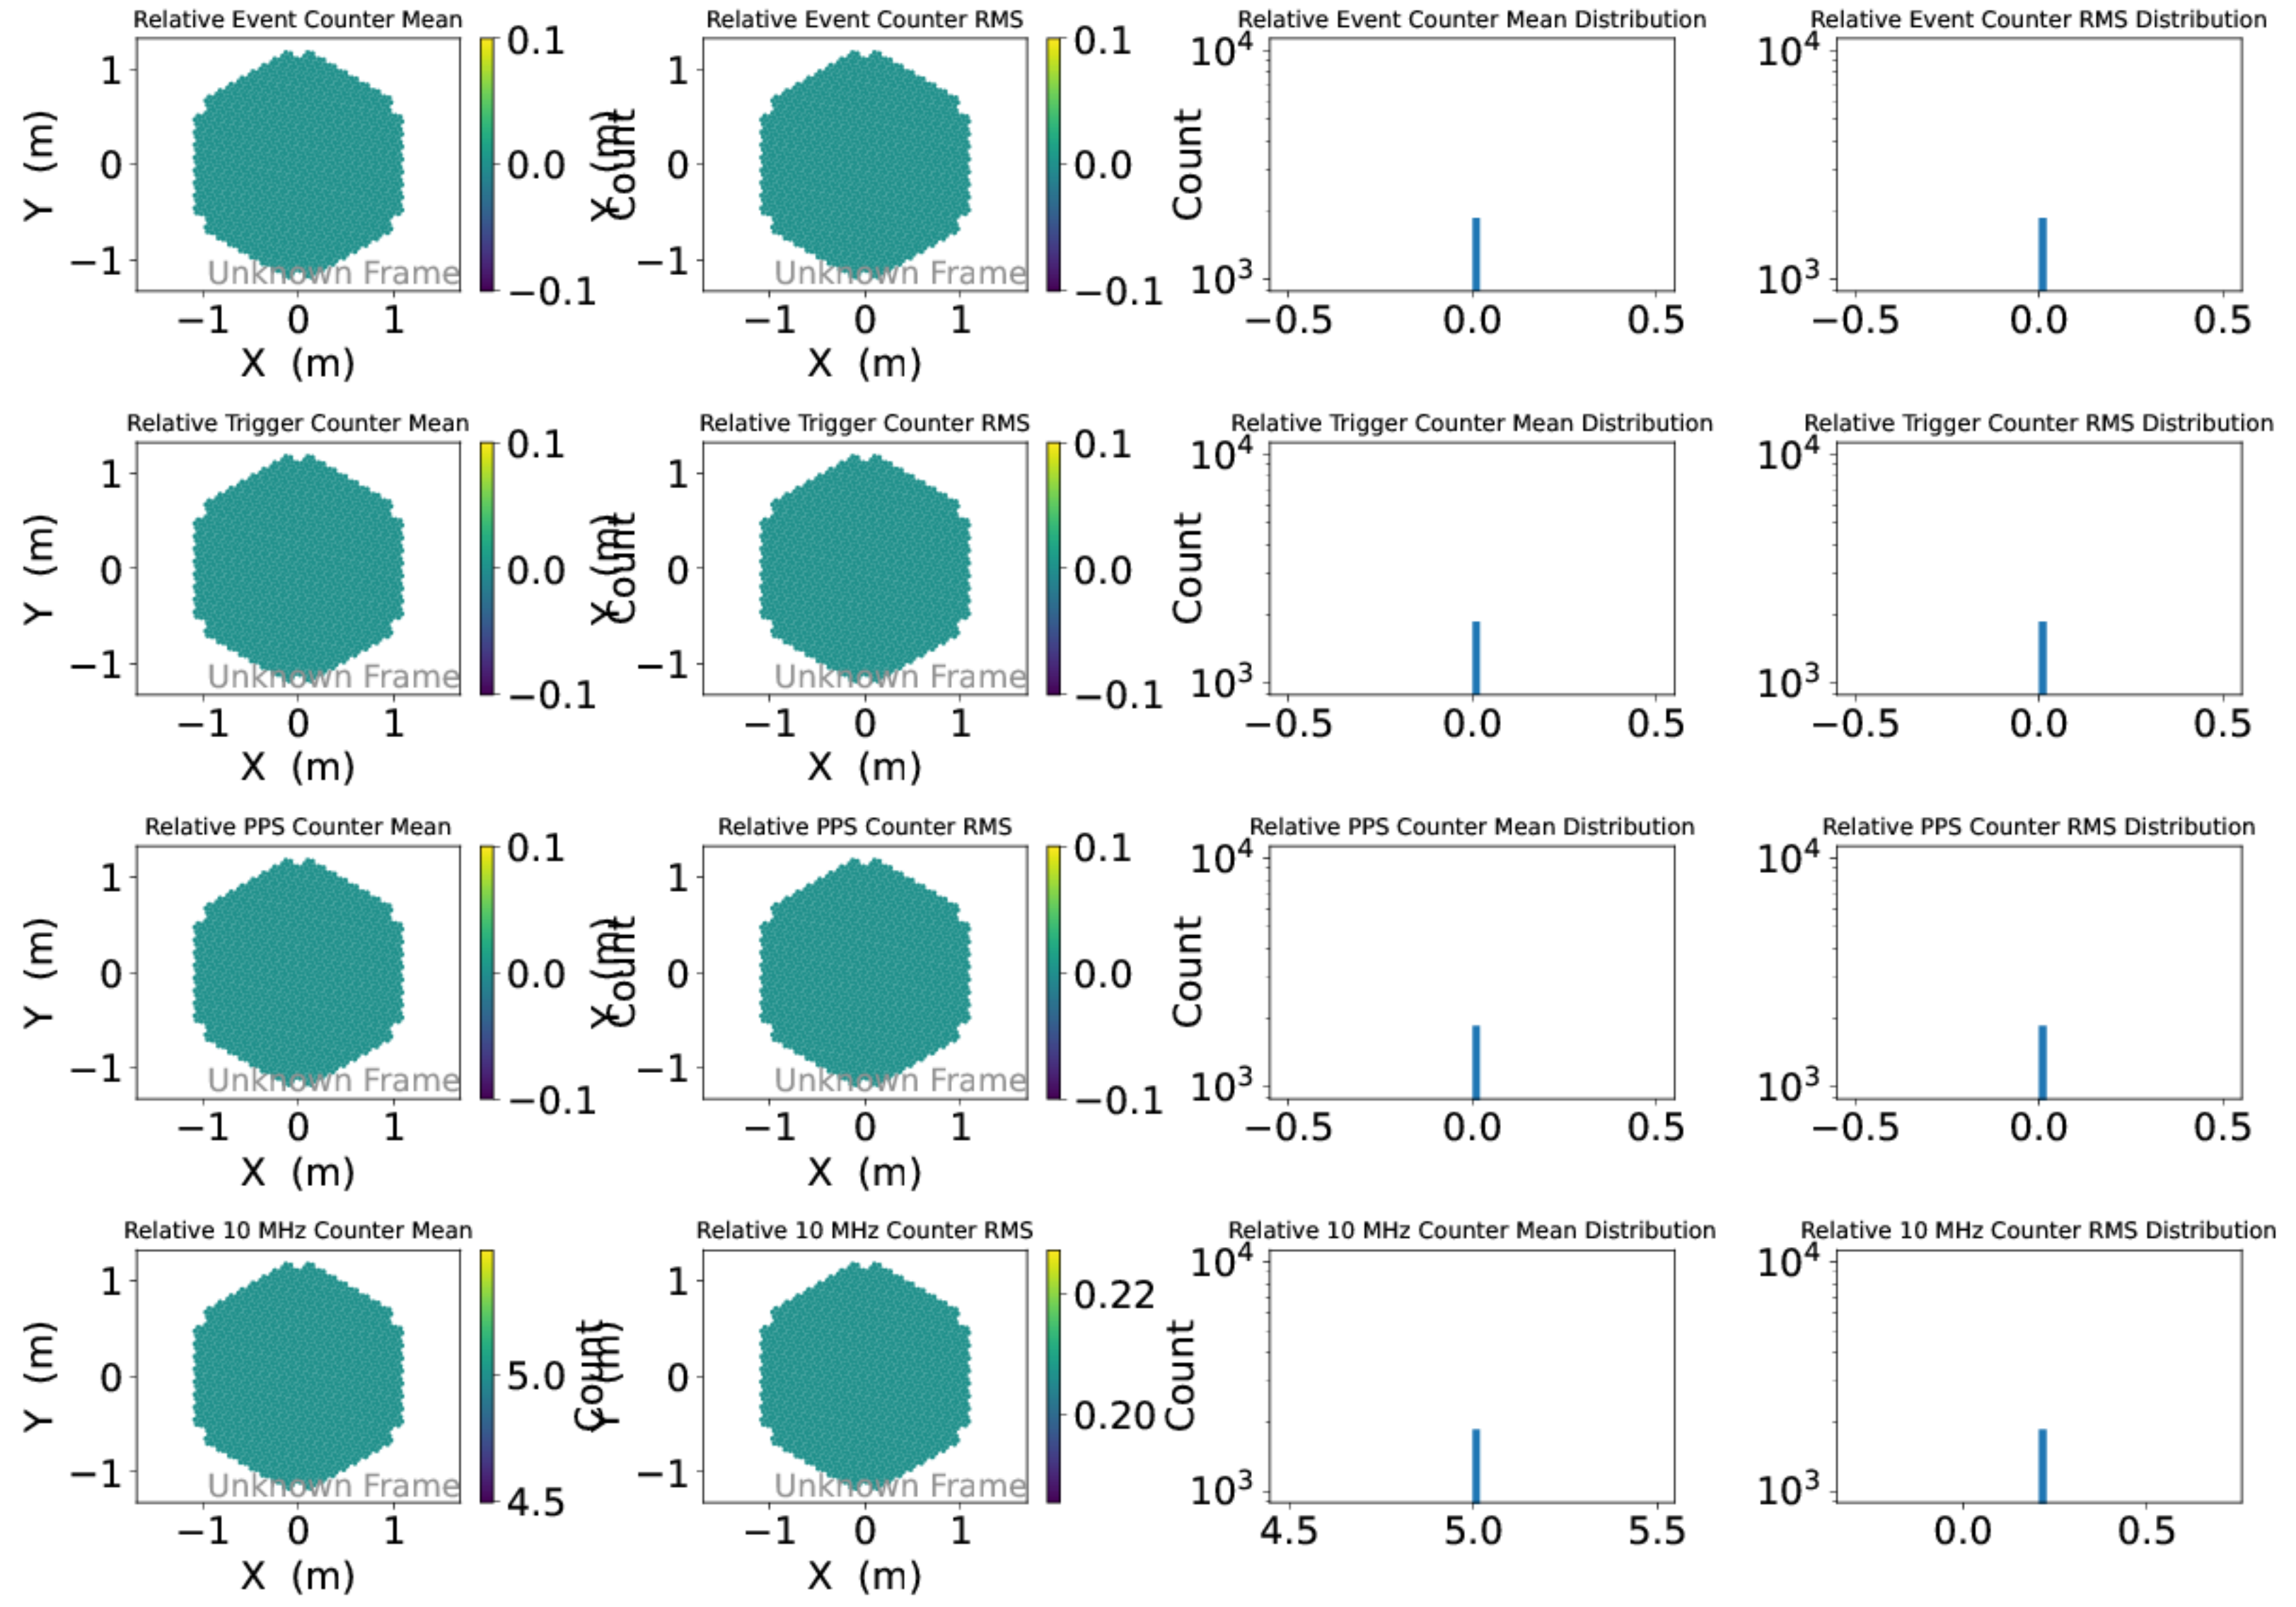 Relative Event Counter Mean
Y (m)
1
0
−1
−1 0 1
X (m)
0.1
0.0
−0.1
Count
Unknown Frame
Relative Event Counter RMS
Y (m)
1
0
−1
−1 0 1
X (m)
0.1
0.0
−0.1
Unknown Frame
Relative Event Counter Mean Distribution
Count
10⁴
10³
−0.5 0.0 0.5
Relative Event Counter RMS Distribution
10⁴
10³
−0.5 0.0 0.5
Relative Trigger Counter Mean
Y (m)
1
0
−1
−1 0 1
X (m)
0.1
0.0
−0.1
Count
Unknown Frame
Relative Trigger Counter RMS
Y (m)
1
0
−1
−1 0 1
X (m)
0.1
0.0
−0.1
Unknown Frame
Relative Trigger Counter Mean Distribution
Count
10⁴
10³
−0.5 0.0 0.5
Relative Trigger Counter RMS Distribution
10⁴
10³
−0.5 0.0 0.5
Relative PPS Counter Mean
Y (m)
1
0
−1
−1 0 1
X (m)
0.1
0.0
−0.1
Count
Unknown Frame
Relative PPS Counter RMS
Y (m)
1
0
−1
−1 0 1
X (m)
0.1
0.0
−0.1
Unknown Frame
Relative PPS Counter Mean Distribution
Count
10⁴
10³
−0.5 0.0 0.5
Relative PPS Counter RMS Distribution
10⁴
10³
−0.5 0.0 0.5
Relative 10 MHz Counter Mean
Y (m)
1
0
−1
−1 0 1
X (m)
5.0
4.5
Count
Unknown Frame
Relative 10 MHz Counter RMS
Y (m)
1
0
−1
−1 0 1
X (m)
0.22
0.20
Unknown Frame
Relative 10 MHz Counter Mean Distribution
Count
10⁴
10³
4.5 5.0 5.5
Relative 10 MHz Counter RMS Distribution
10⁴
10³
0.0 0.5